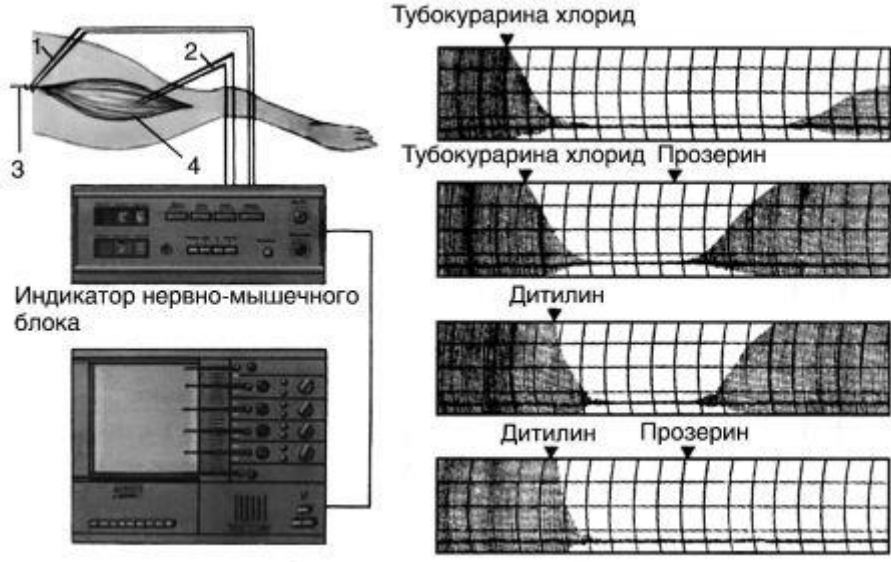 1
2
3
4
Индикатор нервно-мышечного
блока
Тубокурарина хлорид
Тубокурарина хлорид Прозерин
Дитилин
Дитилин Прозерин